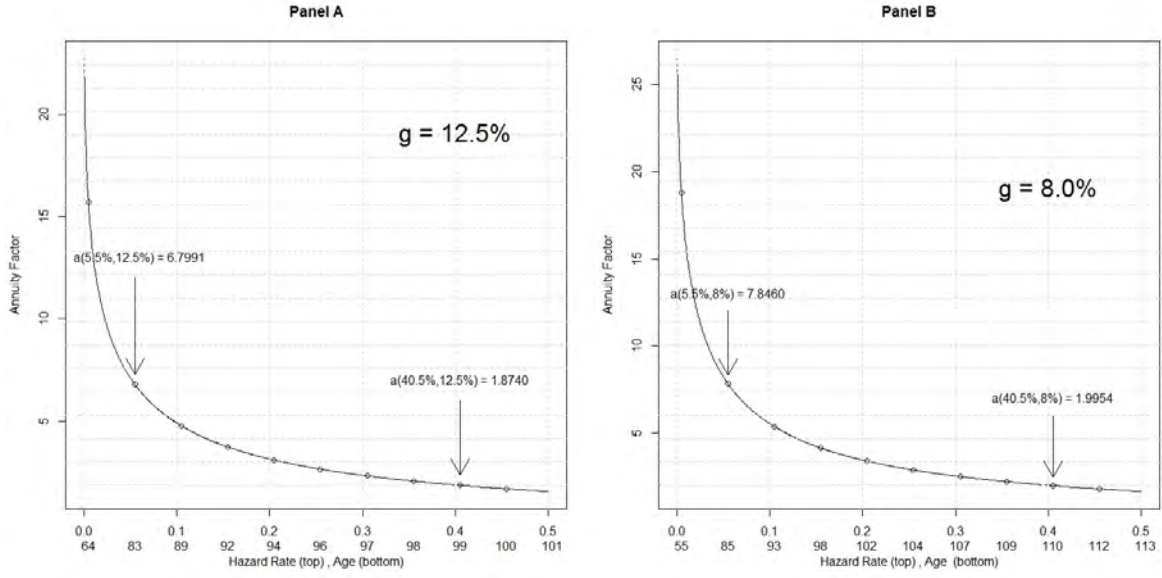 Panel A
Annuity Factor
20
15
10
5
g = 12.5%
a(5.5%,12.5%) = 6.7991
a(40.5%,12.5%) = 1.8740
0.0 0.1 0.2 0.3 0.4 0.5
64 83 89 92 94 96 97 98 99 100 101
Hazard Rate (top) , Age (bottom)
Panel B
Annuity Factor
25
20
15
10
5
g = 8.0%
a(5.5%,8%) = 7.8460
a(40.5%,8%) = 1.9954
0.0 0.1 0.2 0.3 0.4 0.5
55 85 93 98 102 104 107 109 110 112 113
Hazard Rate (top) , Age (bottom)